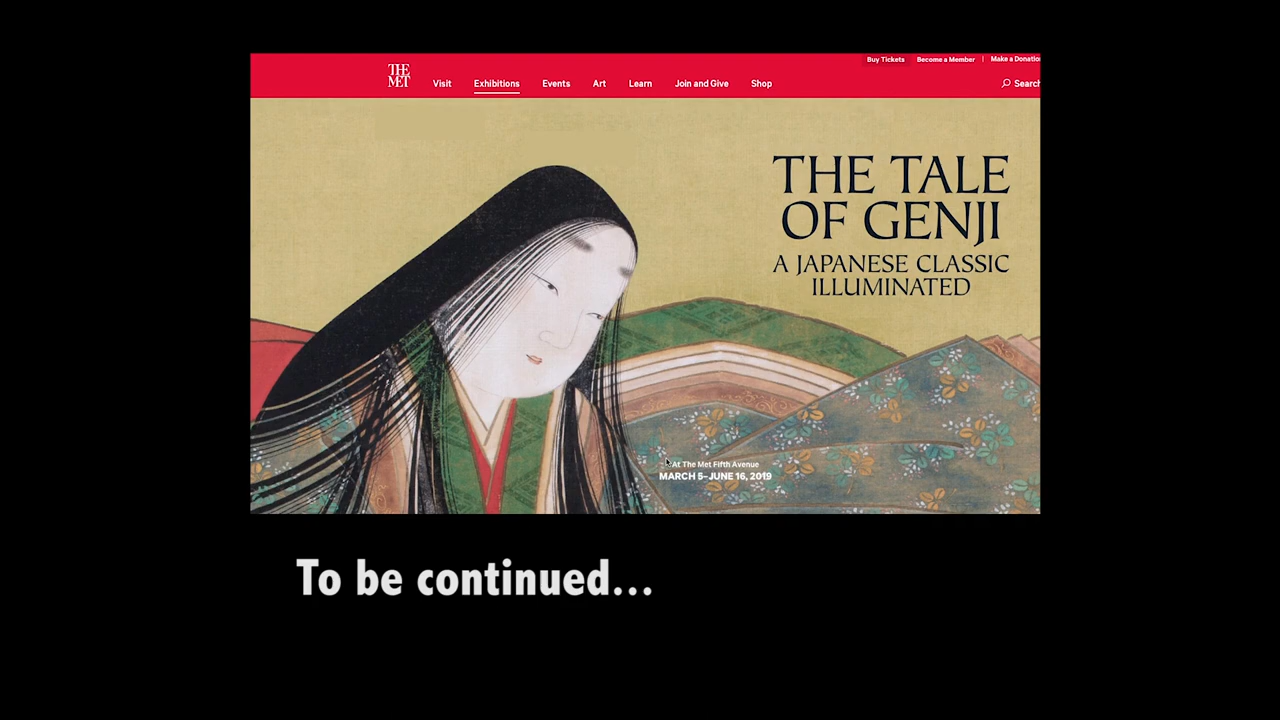 Buy Tickets Become a Member | Make a Donation
THE
MET
Visit Exhibitions Events Art Learn Join and Give Shop
Search
THE TALE
OF GENJI
A JAPANESE CLASSIC
ILLUMINATED
At The Met Fifth Avenue
MARCH 5–JUNE 16, 2019
To be continued...